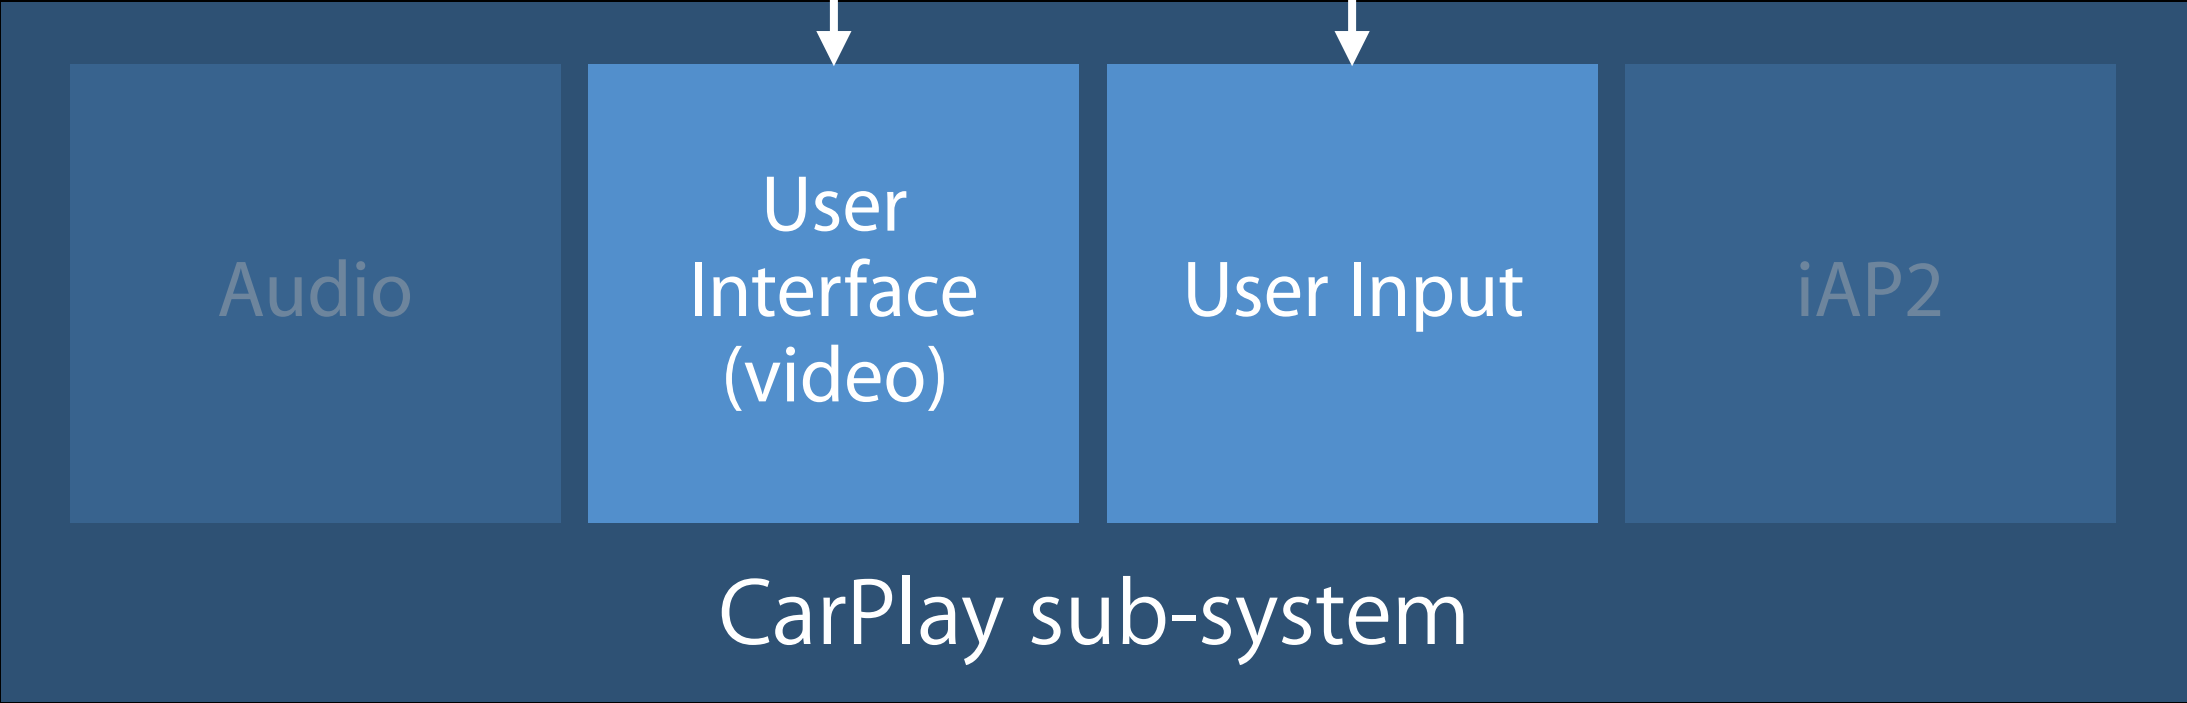 Audio
User
Interface
(video)
User Input
iAP2
CarPlay sub-system